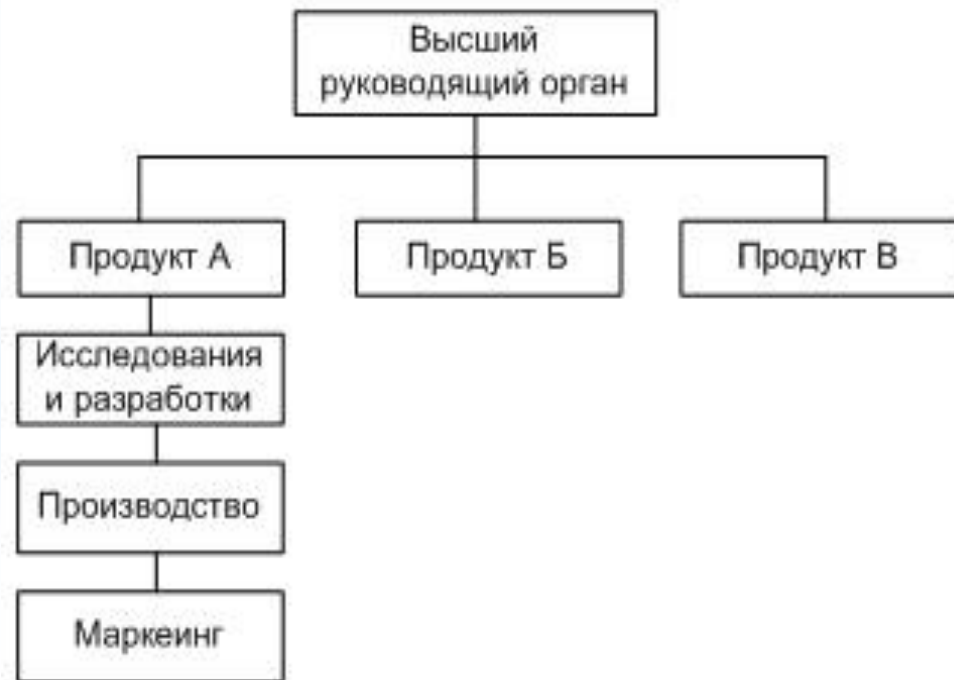 Высший
руководящий орган
Продукт А
Продукт Б
Продукт В
Исследования
и разработки
Производство
Маркеинг